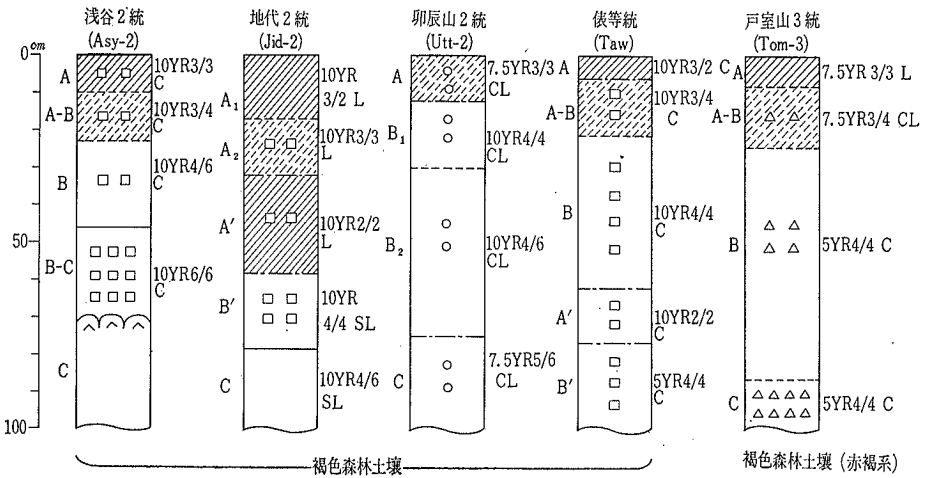 浅谷2統
(Asy-2)
地代2統
(Jid-2)
卯辰山2統
(Utt-2)
俵等統
(Taw)
戸室山3統
(Tom-3)
0cm
50
100
A
10YR3/3
C
A-B
10YR3/4
C
B
10YR4/6
C
B-C
10YR6/6
C
C
A1
10YR
3/2 L
A2
10YR3/3
L
A′
10YR2/2
L
B′
10YR
4/4 SL
C
10YR4/6
SL
A
7.5YR3/3
CL
B1
10YR4/4
CL
B2
10YR4/6
CL
C
7.5YR5/6
CL
A
10YR3/2 C
A-B
10YR3/4
C
B
10YR4/4
C
A′
10YR2/2
C
B′
5YR4/4
C
A
7.5YR 3/3 L
A-B
7.5YR3/4 CL
B
5YR4/4 C
C
5YR4/4 C
褐色森林土壤
褐色森林土壤 (赤褐系)